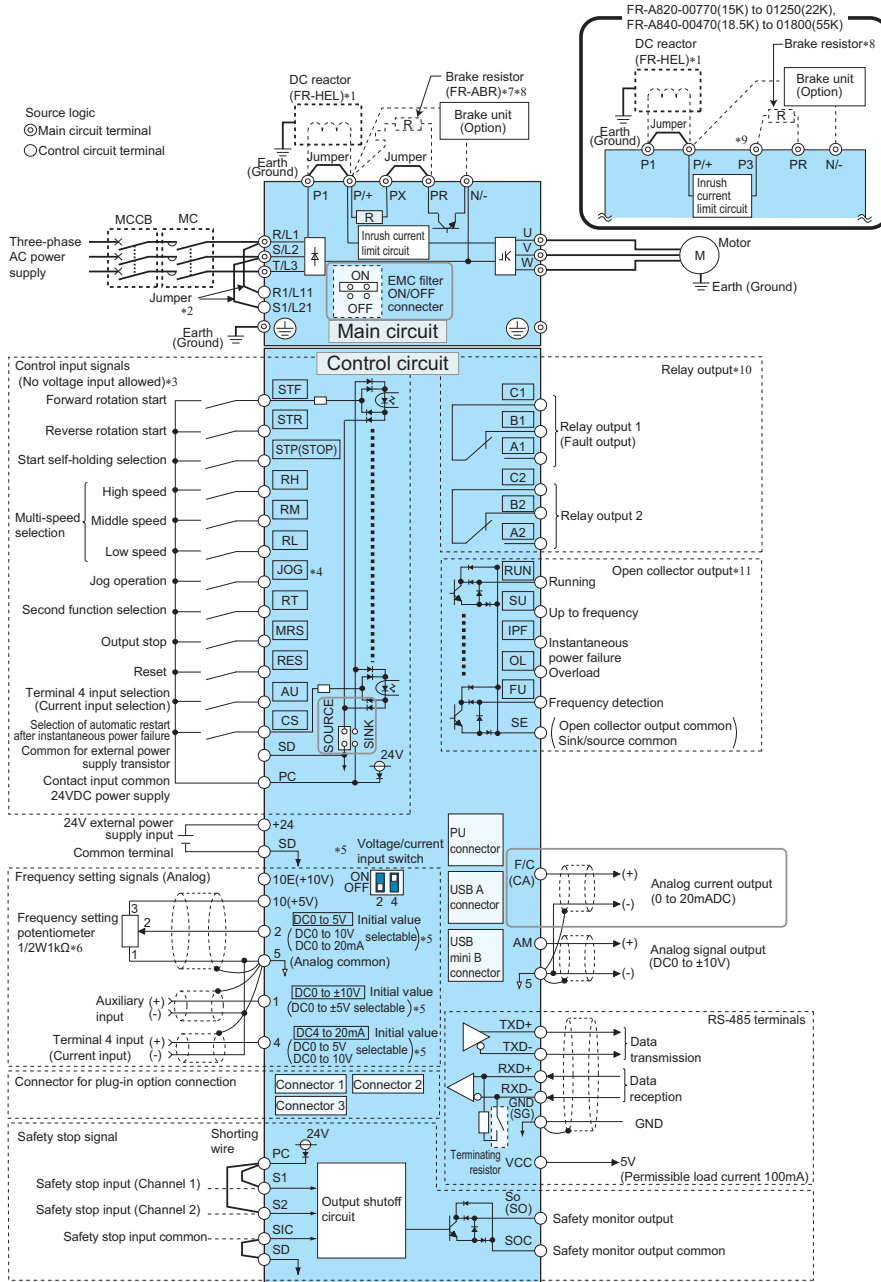 FR-A820-00770(15K) to 01250(22K),
FR-A840-00470(18.5K) to 01800(55K)
DC reactor
(FR-HEL)*1
Brake resistor*8
Brake unit
(Option)
R
Jumper
*9
Earth
(Ground)
P1
P/+
P3
PR
N/-
Inrush
current
limit circuit
Source logic
Main circuit terminal
Control circuit terminal
DC reactor
(FR-HEL)*1
Brake resistor
(FR-ABR)*7*8
Brake unit
(Option)
R
Earth
(Ground)
Jumper
Jumper
P1
P/+
PX
PR
N/-
R
Inrush current
limit circuit
MCCB
MC
Three-phase
AC power
supply
R/L1
S/L2
T/L3
R1/L11
S1/L21
Jumper
*2
Earth
(Ground)
ON
OFF
EMC filter
ON/OFF
connecter
Main circuit
U
V
W
M
Motor
Earth (Ground)
Control circuit
Control input signals
(No voltage input allowed)*3
Forward rotation start
STF
Reverse rotation start
STR
Start self-holding selection
STP(STOP)
Multi-speed
selection
High speed
RH
Middle speed
RM
Low speed
RL
Jog operation
JOG
*4
Second function selection
RT
Output stop
MRS
Reset
RES
Terminal 4 input selection
(Current input selection)
AU
Selection of automatic restart
after instantaneous power failure
CS
Common for external power
supply transistor
SD
Contact input common
24VDC power supply
PC
SOURCE
SINK
24V
Relay output*10
C1
B1
A1
Relay output 1
(Fault output)
C2
B2
A2
Relay output 2
Open collector output*11
RUN
Running
SU
Up to frequency
IPF
Instantaneous
power failure
OL
Overload
FU
Frequency detection
SE
Open collector output common
Sink/source common
24V external power
supply input
+24
Common terminal
SD
*5
Voltage/current
input switch
ON
OFF
2 4
PU
connector
USB A
connector
USB
mini B
connector
Frequency setting signals (Analog)
10E(+10V)
10(+5V)
Frequency setting
potentiometer
1/2W1kΩ*6
3
2
1
2
DC0 to 5V Initial value
DC0 to 10V
DC0 to 20mA
selectable
*5
5
(Analog common)
Auxiliary
input
(+)
(-)
1
DC0 to ±10V Initial value
(DC0 to ±5V selectable)*5
Terminal 4 input
(Current input)
(+)
(-)
4
DC4 to 20mA Initial value
DC0 to 5V
DC0 to 10V
selectable
*5
F/C
(CA)
(+)
(-)
Analog current output
(0 to 20mADC)
AM
(+)
5
(-)
Analog signal output
(DC0 to ±10V)
Connector for plug-in option connection
Connector 1
Connector 2
Connector 3
RS-485 terminals
TXD+
TXD-
Data
transmission
RXD+
RXD-
Data
reception
GND
(SG)
GND
Terminating
resistor
VCC
5V
(Permissible load current 100mA)
Safety stop signal
Shorting
wire
24V
PC
Safety stop input (Channel 1)
S1
Safety stop input (Channel 2)
S2
Safety stop input common
SIC
SD
Output shutoff
circuit
So
(SO)
Safety monitor output
SOC
Safety monitor output common